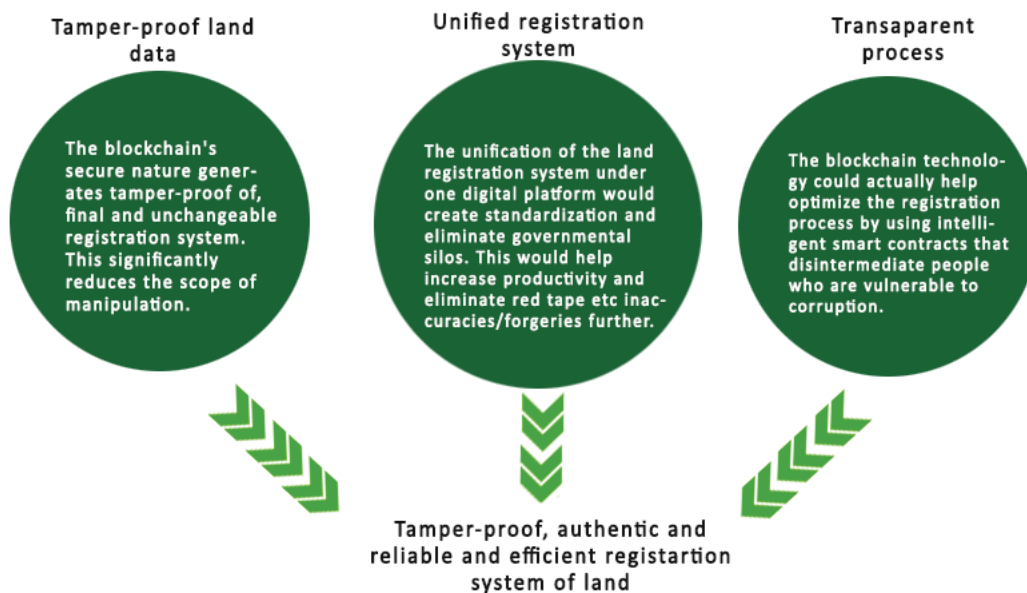 Tamper-proof land
data
The blockchain's
secure nature gener-
ates tamper-proof of,
final and unchangeable
registration system.
This significantly
reduces the scope of
manipulation.
Unified registration
system
The unification of the land
registration system under
one digital platform would
create standardization and
eliminate governmental
silos. This would help
increase productivity and
eliminate red tape etc inac-
curacies/forgeries further.
Transparent
process
The blockchain technolo-
gy could actually help
optimize the registration
process by using intelli-
gent smart contracts that
disintermediate people
who are vulnerable to
corruption.
Tamper-proof, authentic and
reliable and efficient registartion
system of land